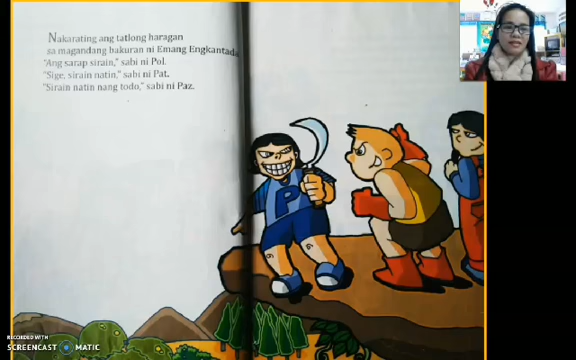 Nakarating ang tatlong haragan
sa magandang bakuran ni Emang Engkantada.
"Ang sarap sirain," sabi ni Pol.
"Sige, sirain natin," sabi ni Pat.
"Sirain natin nang todo," sabi ni Paz.
P
RECORDED WITH
SCREENCAST MATIC